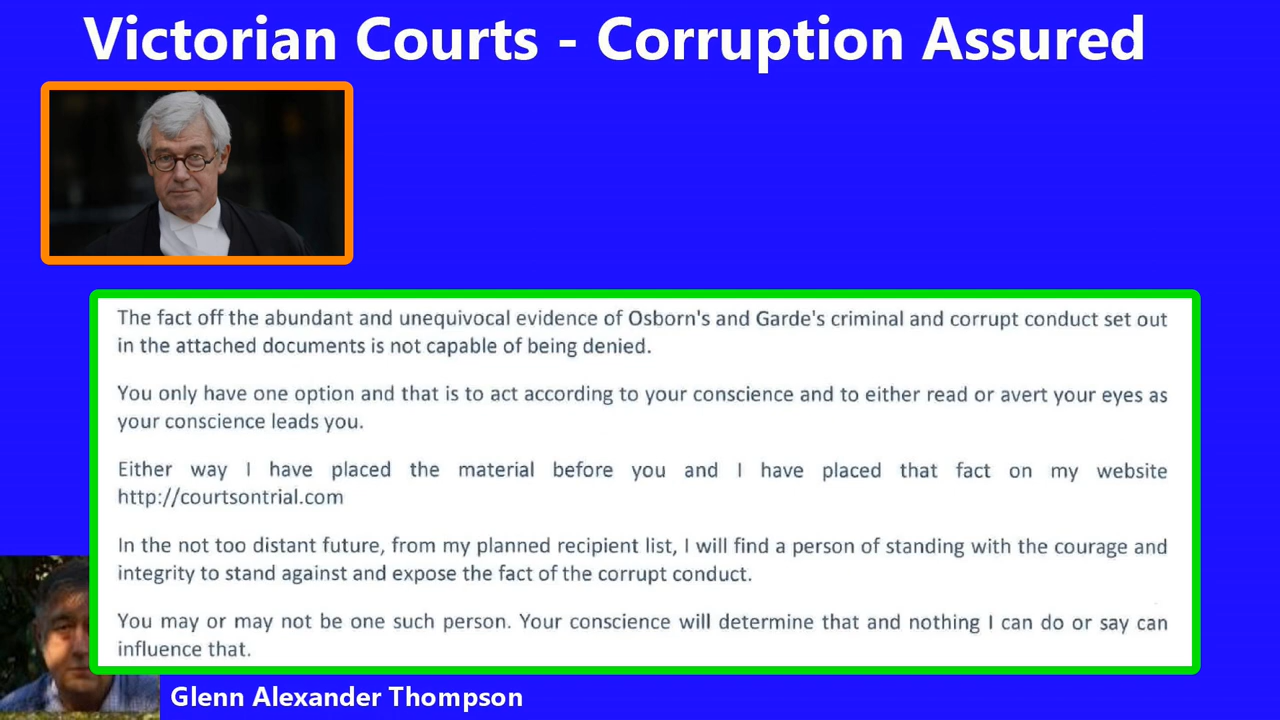 Victorian Courts - Corruption Assured
The fact off the abundant and unequivocal evidence of Osborn's and Garde's criminal and corrupt conduct set out
in the attached documents is not capable of being denied.
You only have one option and that is to act according to your conscience and to either read or avert your eyes as
your conscience leads you.
Either way I have placed the material before you and I have placed that fact on my website
http://courtsontrial.com
In the not too distant future, from my planned recipient list, I will find a person of standing with the courage and
integrity to stand against and expose the fact of the corrupt conduct.
You may or may not be one such person. Your conscience will determine that and nothing I can do or say can
influence that.
Glenn Alexander Thompson